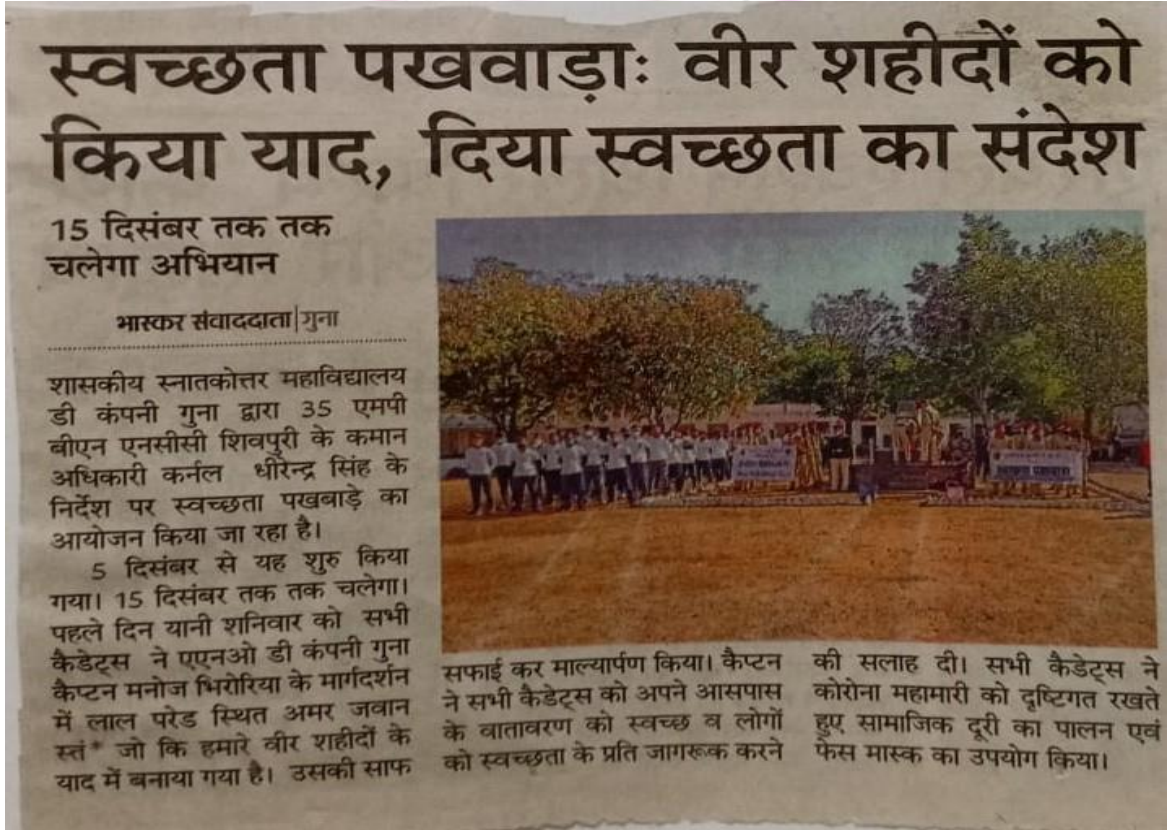 स्वच्छता पखवाड़ाः वीर शहीदों को
किया याद, दिया स्वच्छता का संदेश
15 दिसंबर तक तक
चलेगा अभियान
भास्कर संवाददाता|गुना
शासकीय स्नातकोत्तर महाविद्यालय
डी कंपनी गुना द्वारा 35 एमपी
बीएन एनसीसी शिवपुरी के कमान
अधिकारी कर्नल धीरेन्द्र सिंह के
निर्देश पर स्वच्छता पखबाड़े का
आयोजन किया जा रहा है।
5 दिसंबर से यह शुरु किया
गया। 15 दिसंबर तक तक चलेगा।
पहले दिन यानी शनिवार को सभी
कैडेट्स ने एएनओ डी कंपनी गुना
कैप्टन मनोज भिरोरिया के मार्गदर्शन
में लाल परेड स्थित अमर जवान
स्तं* जो कि हमारे वीर शहीदों के
याद में बनाया गया है। उसकी साफ
सफाई कर माल्यार्पण किया। कैप्टन
ने सभी कैडेट्स को अपने आसपास
के वातावरण को स्वच्छ व लोगों
को स्वच्छता के प्रति जागरूक करने
की सलाह दी। सभी कैडेट्स ने
कोरोना महामारी को दृष्टिगत रखते
हुए सामाजिक दूरी का पालन एवं
फेस मास्क का उपयोग किया।